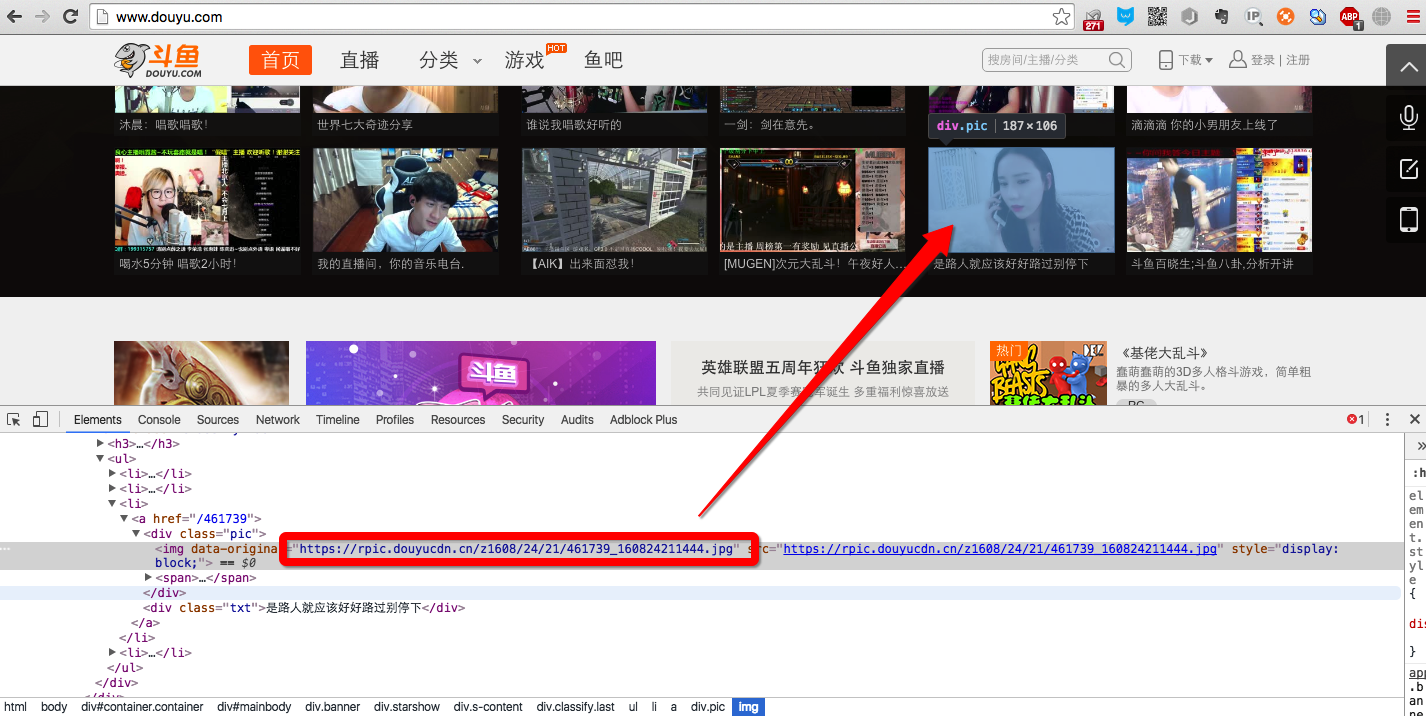 www.douyu.com
271
IP
ABP
1
斗鱼
DOUYU.COM
首页
直播
分类
游戏
HOT
鱼吧
搜房间/主播/分类
下载
登录 | 注册
沐晨：唱歌唱歌！
世界七大奇迹分享
谁说我唱歌好听的
一剑：剑在意先。
div.pic | 187×106
滴滴滴 你的小男朋友上线了
喝水5分钟 唱歌2小时！
我的直播间，你的音乐电台.
【AIK】出来面怼我！
[MUGEN]次元大乱斗！午夜好人…
是路人就应该好好路过别停下
斗鱼百晓生;斗鱼八卦,分析开讲
斗鱼
英雄联盟五周年狂欢 斗鱼独家直播
共同见证LPL夏季赛 军诞生 多重福利惊喜放送
热门
《基佬大乱斗》
蠢萌蠢萌的3D多人格斗游戏，简单粗
暴的多人大乱斗。
Elements Console Sources Network Timeline Profiles Resources Security Audits Adblock Plus
1
<h3>…</h3>
<ul>
<li>…</li>
<li>…</li>
<li>
<a href="/461739">
<div class="pic">
<img data-original="https://rpic.douyucdn.cn/z1608/24/21/461739_160824211444.jpg" src="https://rpic.douyucdn.cn/z1608/24/21/461739_160824211444.jpg" style="display:
block;"> == $0
<span>…</span>
</div>
<div class="txt">是路人就应该好好路过别停下</div>
</a>
</li>
<li>…</li>
</ul>
</div>
:h
el
em
en
t.
st
yl
e
{
dis
}
app
.b
an
ne
html body div#container.container div#mainbody div.banner div.starshow div.s-content div.classify.last ul li a div.pic img